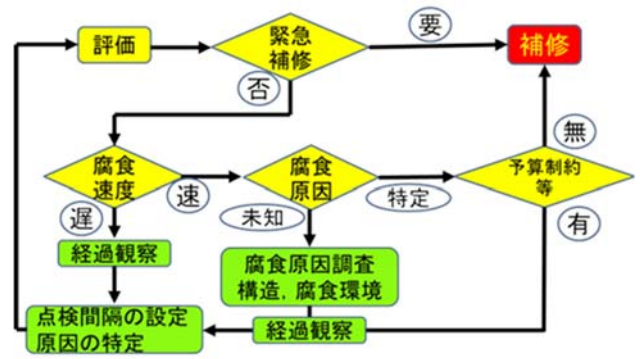 評価
緊急
補修
要
補修
否
腐食
速度
速
腐食
原因
特定
予算制約
等
無
遅
未知
有
経過観察
腐食原因調査
構造,腐食環境
点検間隔の設定
原因の特定
経過観察